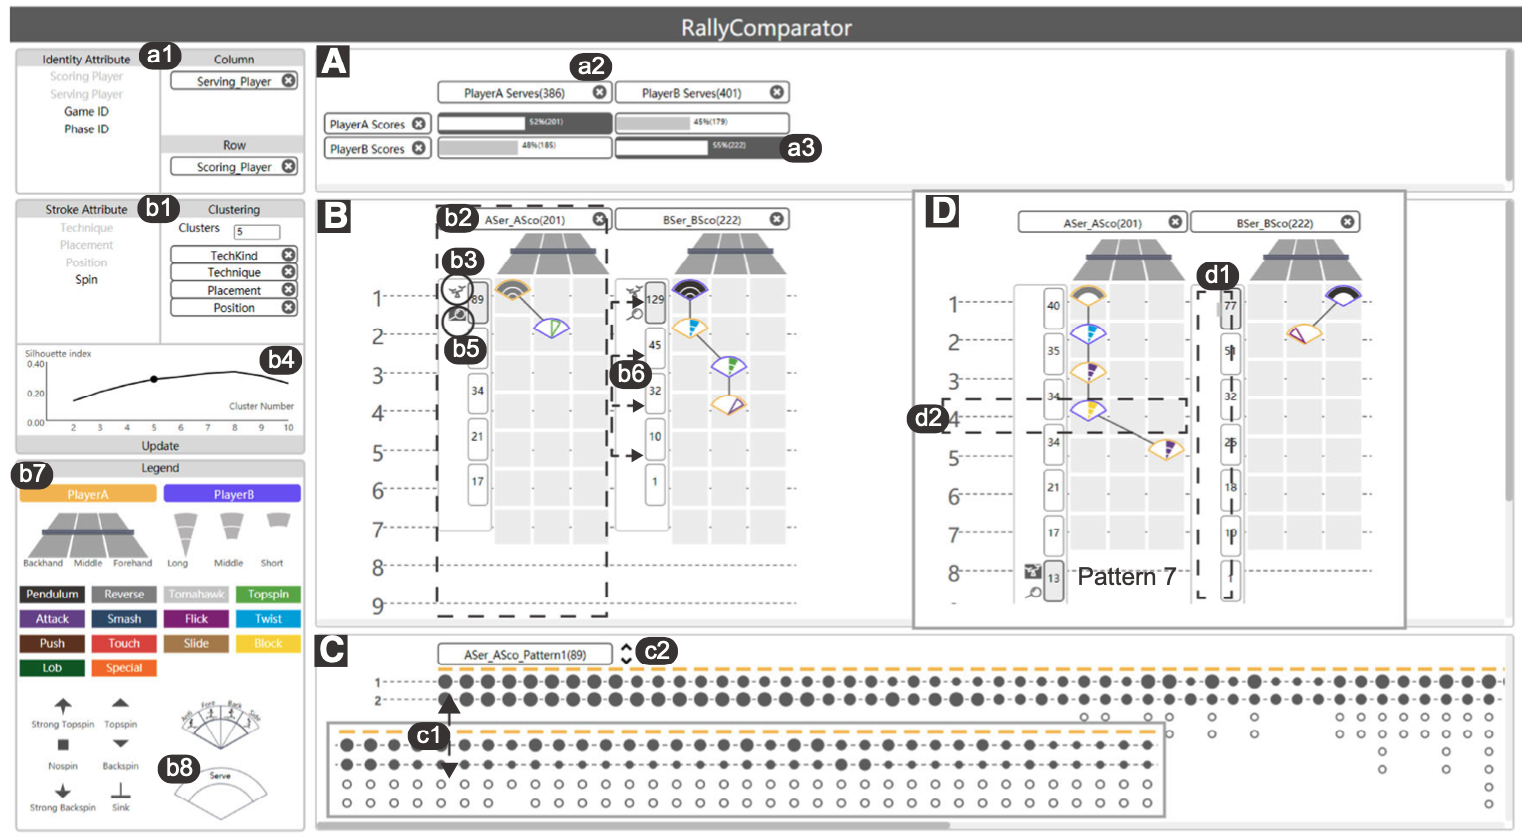 RallyComparator
Identity Attribute
a1
Column
Scoring Player
Serving Player
Game ID
Phase ID
Serving_Player
Row
Scoring_Player
A
a2
PlayerA Serves(386)
PlayerB Serves(401)
PlayerA Scores
52%(201)
45%(179)
PlayerB Scores
48%(185)
55%(222)
a3
Stroke Attribute
b1
Clustering
Technique
Placement
Position
Spin
Clusters
5
TechKind
Technique
Placement
Position
Silhouette index
b4
0.40
0.20
0.00
Cluster Number
2 3 4 5 6 7 8 9 10
Update
Legend
b7
PlayerA
PlayerB
Backhand Middle Forehand
Long Middle Short
Pendulum Reverse Tomahawk Topspin
Attack Smash Flick Twist
Push Touch Slide Block
Lob Special
Strong Topspin
Topspin
Nospin
Backspin
Strong Backspin
Sink
Fore Back
b8
Serve
B
b2
ASer_ASco(201)
BSer_BSco(222)
b3
b5
b6
1
2
3
4
5
6
7
8
9
89
34
21
17
129
45
32
10
1
D
ASer_ASco(201)
BSer_BSco(222)
d1
d2
1
2
3
4
5
6
7
8
40
35
34
34
21
17
13
Pattern 7
77
51
32
18
1
C
ASer_ASco_Pattern1(89)
c2
1
2
c1